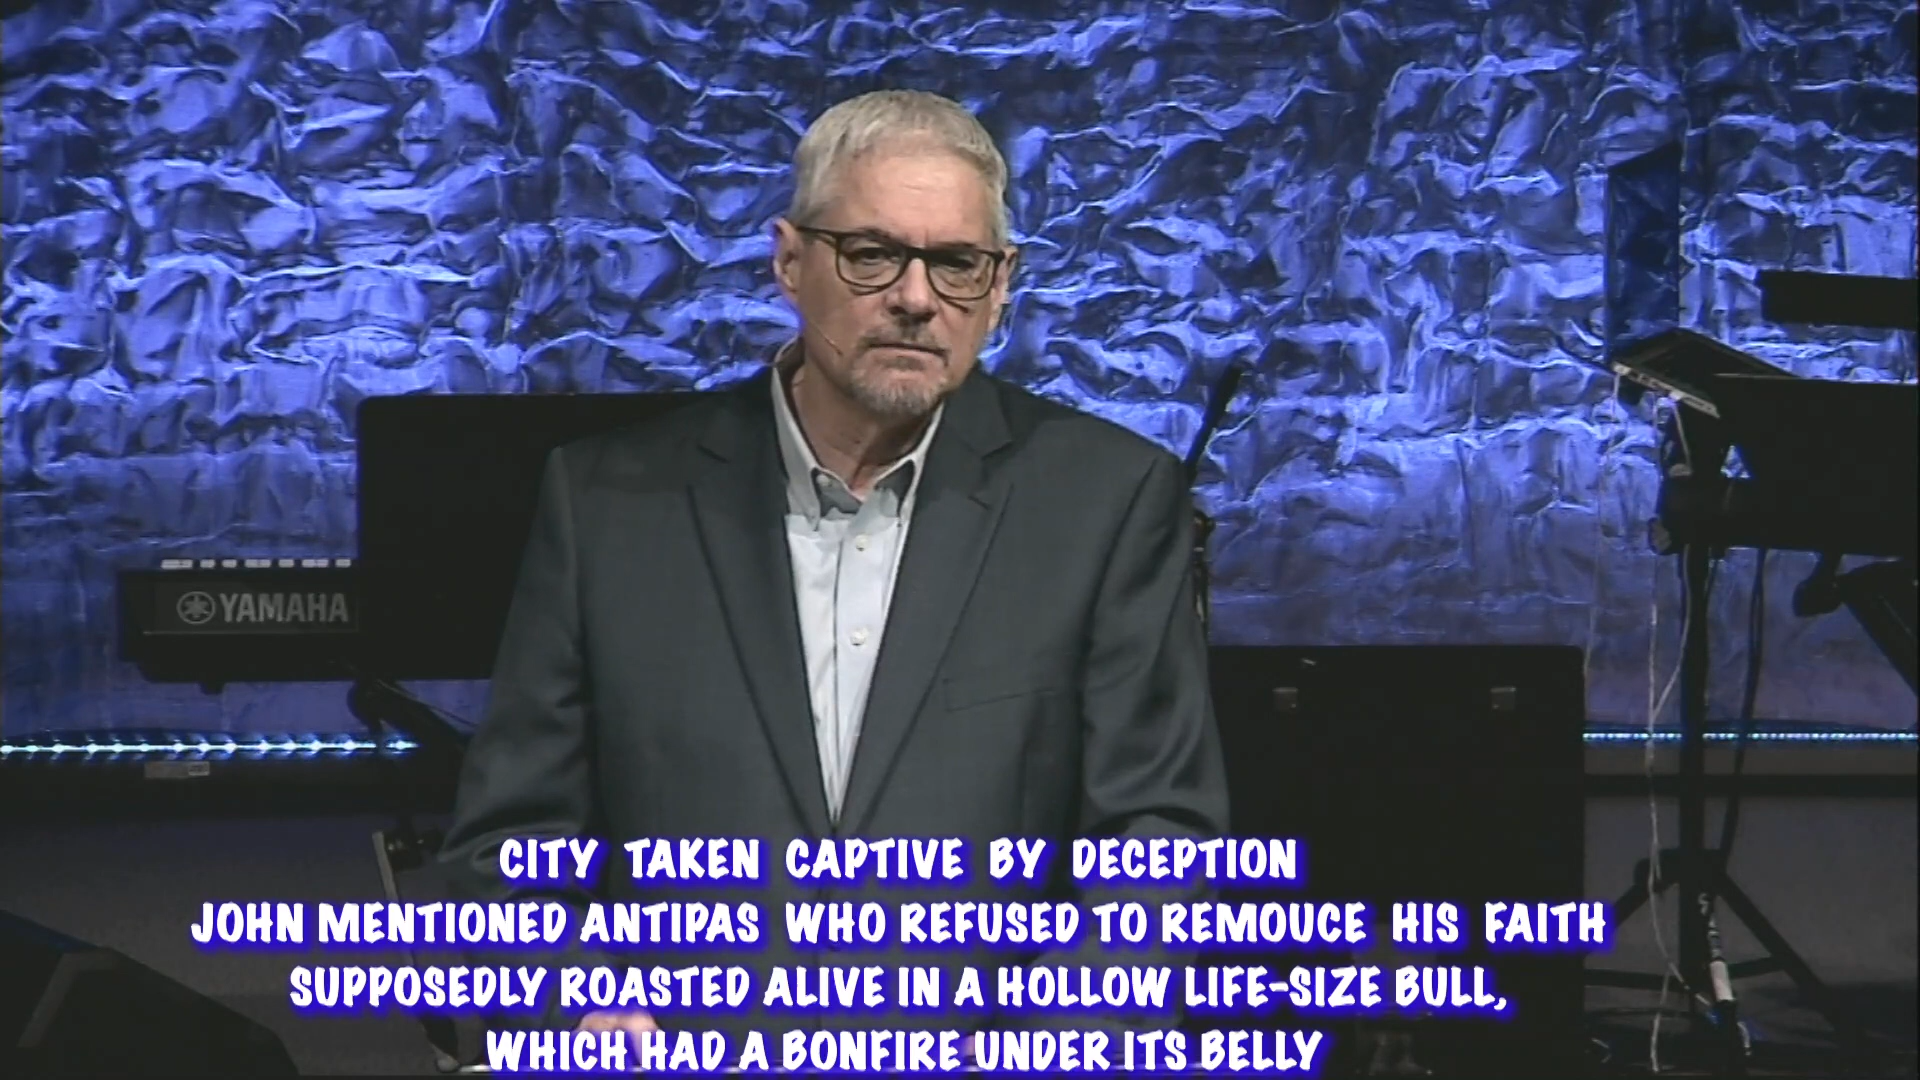 YAMAHA
CITY TAKEN CAPTIVE BY DECEPTION
JOHN MENTIONED ANTIPAS WHO REFUSED TO REMOUCE HIS FAITH
SUPPOSEDLY ROASTED ALIVE IN A HOLLOW LIFE-SIZE BULL,
WHICH HAD A BONFIRE UNDER ITS BELLY